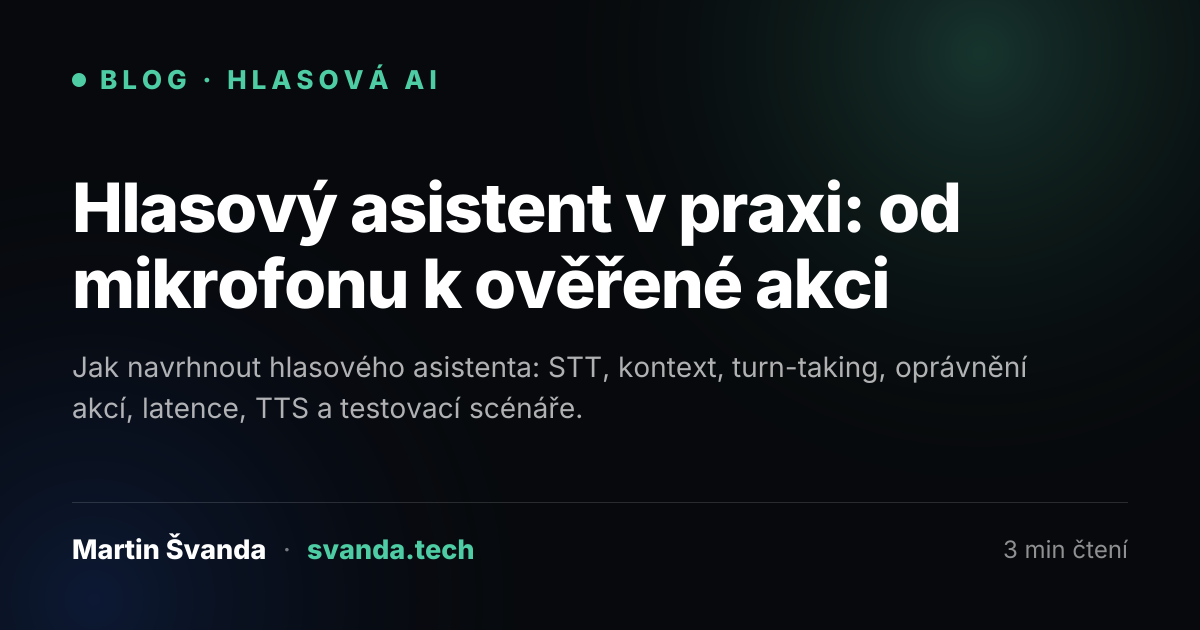 BLOG · HLASOVÁ AI
Hlasový asistent v praxi: od
mikrofonu k ověřené akci
Jak navrhnout hlasového asistenta: STT, kontext, turn-taking, oprávnění
akcí, latence, TTS a testovací scénáře.
Martin Švanda · svanda.tech
3 min čtení